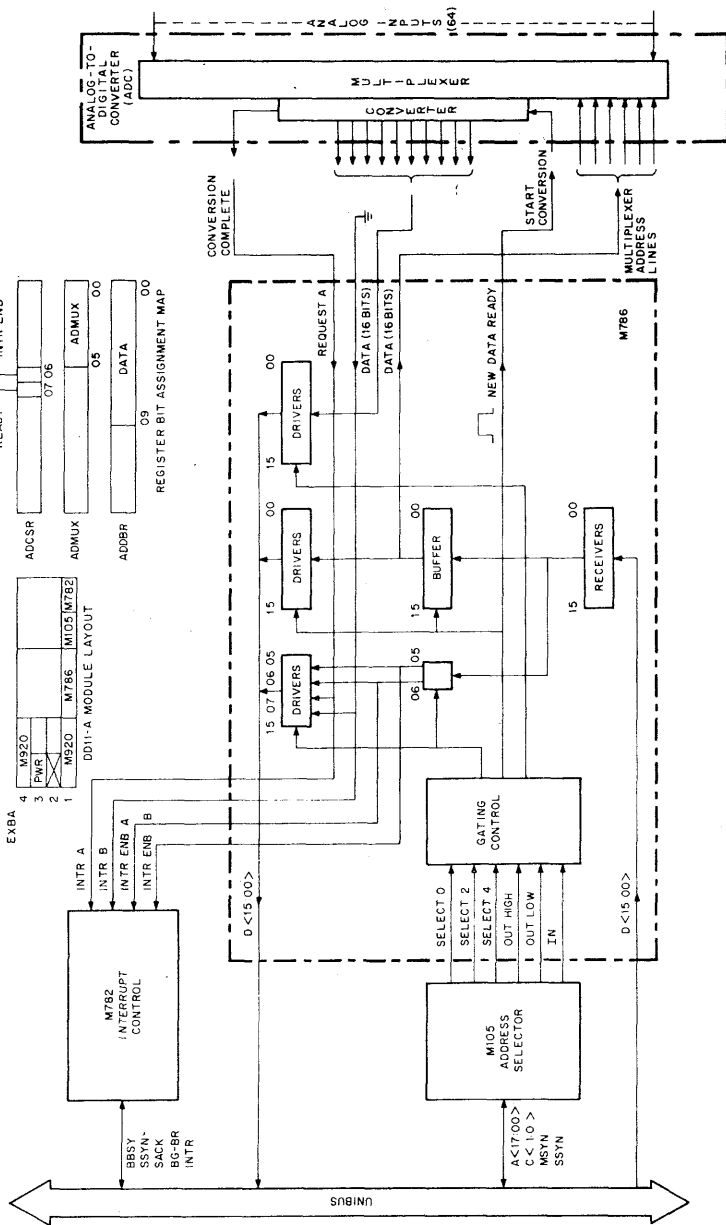 EXBA
4
3
2
1
M920
PWR
M920
M786
M105
M782
DD11-A MODULE LAYOUT
INTR ENB
ADCSR
07 06
ADMUX
ADMUX
05
00
ADDBR
DATA
09
00
REGISTER BIT ASSIGNMENT MAP
ANALOG-TO-
DIGITAL
CONVERTER
(ADC)
MULTIPLEXER
CONVERTER
ANALOG INPUTS
(64)
CONVERSION
COMPLETE
START
CONVERSION
MULTIPLEXER
ADDRESS
LINES
M782
INTERRUPT
CONTROL
INTR A
INTR B
INTR ENB A
INTR ENB B
REQUEST A
DATA (16 BITS)
DATA (16 BITS)
NEW DATA READY
M786
15 07 06 05
DRIVERS
15
00
DRIVERS
15
00
DRIVERS
06
05
15
00
BUFFER
15
00
RECEIVERS
GATING
CONTROL
SELECT 0
SELECT 2
SELECT 4
OUT HIGH
OUT LOW
IN
M105
ADDRESS
SELECTOR
D<15:00>
D<15:00>
BBSY
SSYN-
SACK
BG-BR
INTR
A<17:00>
C<1:0>
MSYN
SSYN
UNIBUS